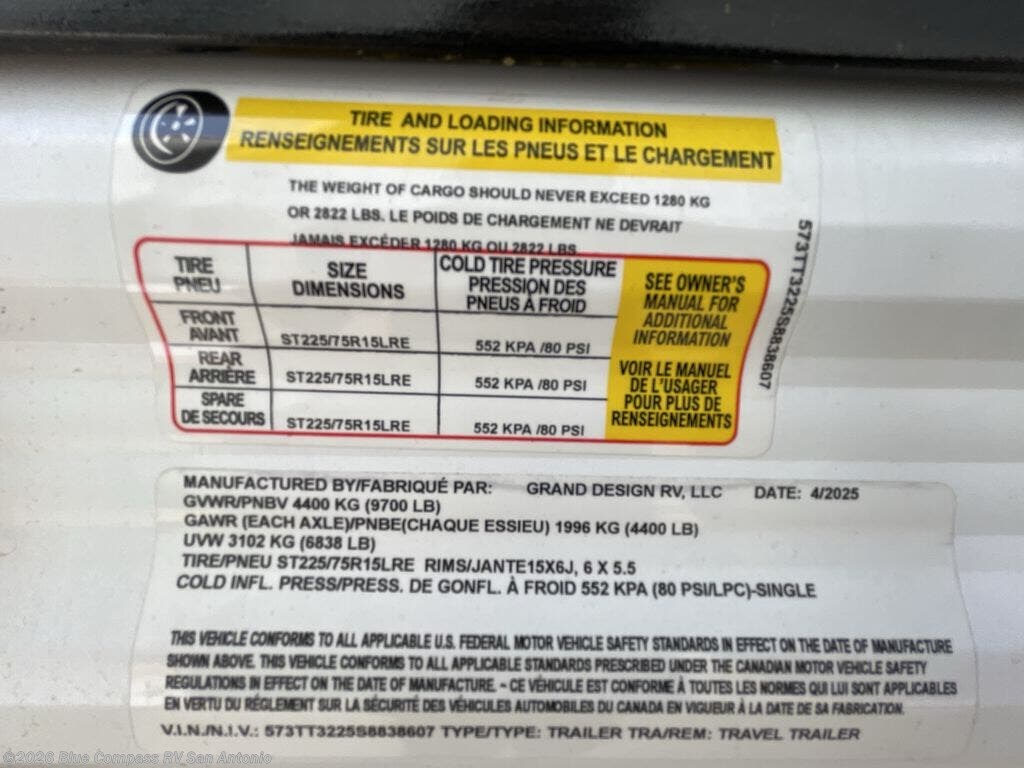 TIRE AND LOADING INFORMATION
RENSEIGNEMENTS SUR LES PNEUS ET LE CHARGEMENT
THE WEIGHT OF CARGO SHOULD NEVER EXCEED 1280 KG
OR 2822 LBS. LE POIDS DE CHARGEMENT NE DEVRAIT
JAMAIS EXCÉDER 1280 KG OU 2822 LBS
TIRE
PNEU
SIZE
DIMENSIONS
COLD TIRE PRESSURE
PRESSION DES
PNEUS À FROID
FRONT
AVANT
ST225/75R15LRE
552 KPA /80 PSI
REAR
ARRIÈRE
ST225/75R15LRE
552 KPA /80 PSI
SPARE
DE SECOURS
ST225/75R15LRE
552 KPA /80 PSI
SEE OWNER'S
MANUAL FOR
ADDITIONAL
INFORMATION
VOIR LE MANUEL
DE L'USAGER
POUR PLUS DE
RENSEIGNEMENTS
573TT3225S8838607
MANUFACTURED BY/FABRIQUÉ PAR: GRAND DESIGN RV, LLC DATE: 4/2025
GVWR/PNBV 4400 KG (9700 LB)
GAWR (EACH AXLE)/PNBE(CHAQUE ESSIEU) 1996 KG (4400 LB)
UVW 3102 KG (6838 LB)
TIRE/PNEU ST225/75R15LRE RIMS/JANTE15X6J, 6 X 5.5
COLD INFL. PRESS/PRESS. DE GONFL. À FROID 552 KPA (80 PSI/LPC)-SINGLE
THIS VEHICLE CONFORMS TO ALL APPLICABLE U.S. FEDERAL MOTOR VEHICLE SAFETY STANDARDS IN EFFECT ON THE DATE OF MANUFACTURE
SHOWN ABOVE. THIS VEHICLE CONFORMS TO ALL APPLICABLE STANDARDS PRESCRIBED UNDER THE CANADIAN MOTOR VEHICLE SAFETY
REGULATIONS IN EFFECT ON THE DATE OF MANUFACTURE. - CE VÉHICULE EST CONFORME À TOUTES LES NORMES QUI LUI SONT APPLICABLES
EN VERTU DU RÉGLEMENT SUR LA SÉCURITÉ DES VÉHICULES AUTOMOBILES DU CANADA EN VIGUEUR À LA DATE DE SA FABRICATION.
V.I.N./N.I.V.: 573TT3225S8838607 TYPE/TYPE: TRAILER TRA/REM: TRAVEL TRAILER
©2026 Blue Compass RV San Antonio